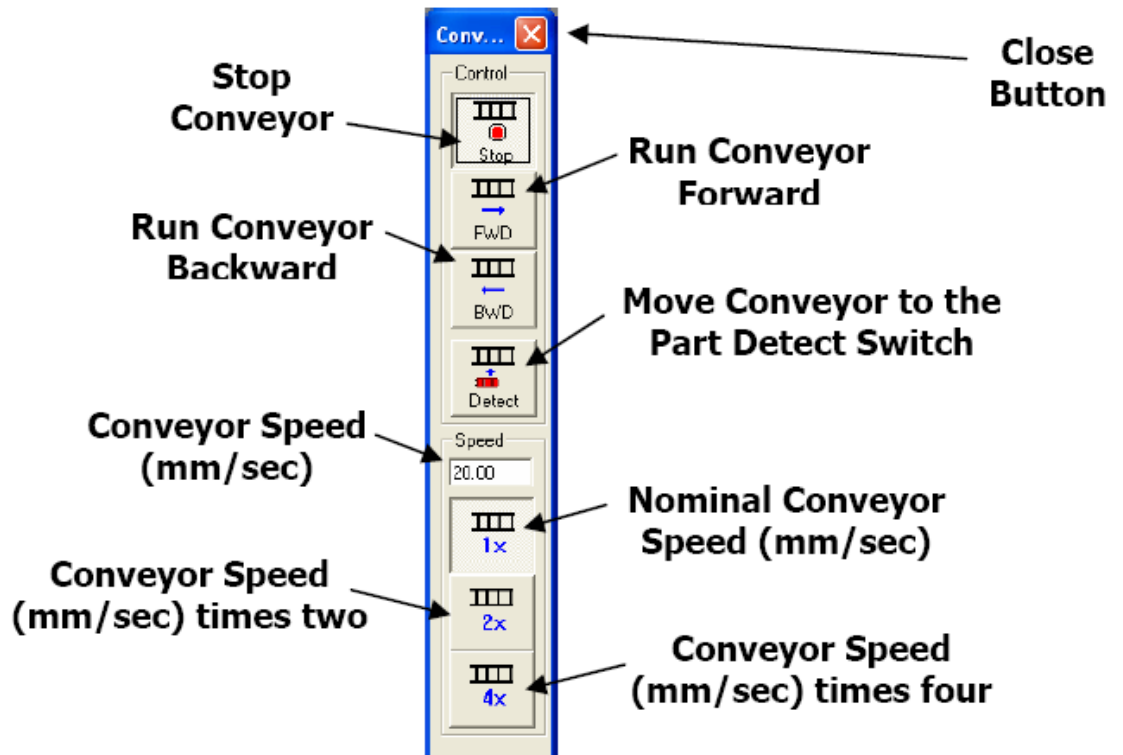 Conv...
Close
Button
Control
Stop
Conveyor
Stop
Run Conveyor
Forward
FWD
Run Conveyor
Backward
BWD
Move Conveyor to the
Part Detect Switch
Detect
Conveyor Speed
(mm/sec)
Speed
20.00
Nominal Conveyor
Speed (mm/sec)
1x
Conveyor Speed
(mm/sec) times two
2x
Conveyor Speed
(mm/sec) times four
4x